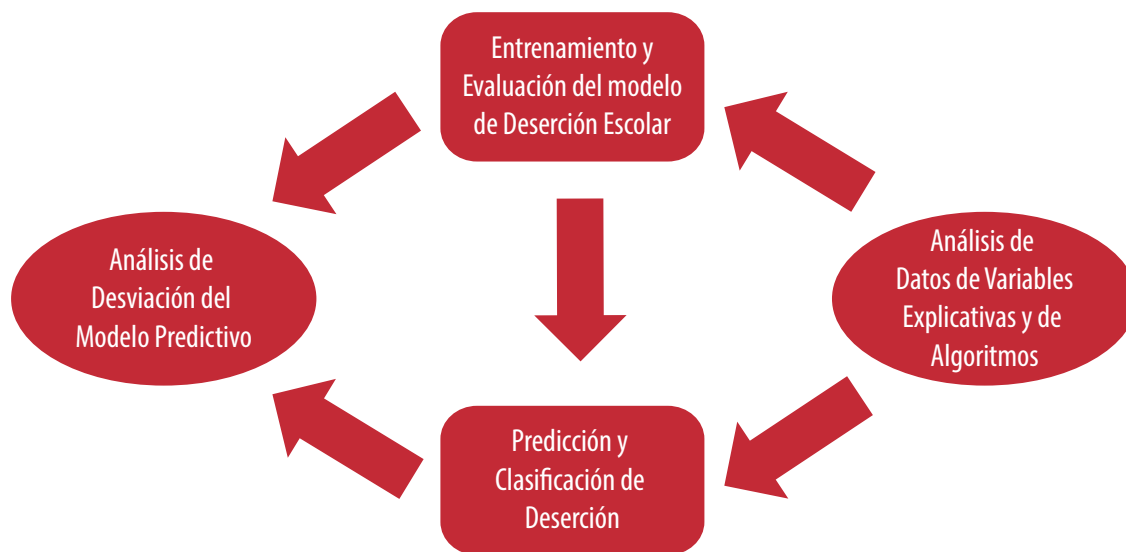 Entrenamiento y
Evaluación del modelo
de Deserción Escolar
Análisis de
Desviación del
Modelo Predictivo
Análisis de
Datos de Variables
Explicativas y de
Algoritmos
Predicción y
Clasificación de
Deserción